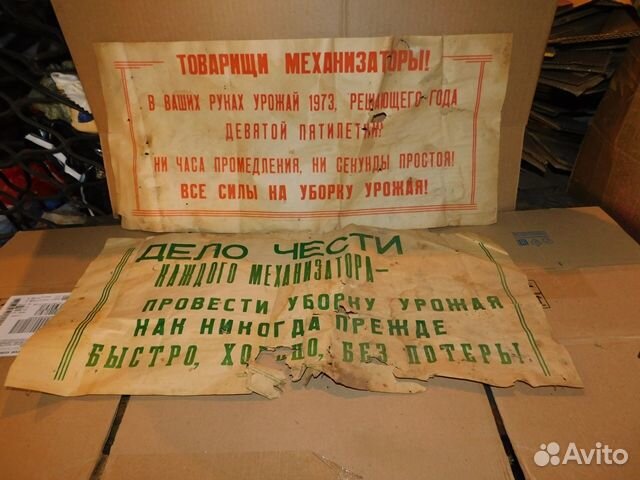 ТОВАРИЩИ МЕХАНИЗАТОРЫ!
В ВАШИХ РУКАХ УРОЖАЙ 1973, РЕШАЮЩЕГО ГОДА
ДЕВЯТОЙ ПЯТИЛЕТКИ!
НИ ЧАСА ПРОМЕДЛЕНИЯ, НИ СЕКУНДЫ ПРОСТОЯ!
ВСЕ СИЛЫ НА УБОРКУ УРОЖАЯ!
ДЕЛО ЧЕСТИ
КАЖДОГО МЕХАНИЗАТОРА—
ПРОВЕСТИ УБОРКУ УРОЖАЯ
КАК НИКОГДА ПРЕЖДЕ
БЫСТРО, БЕЗ ПОТЕРЬ!
Avito